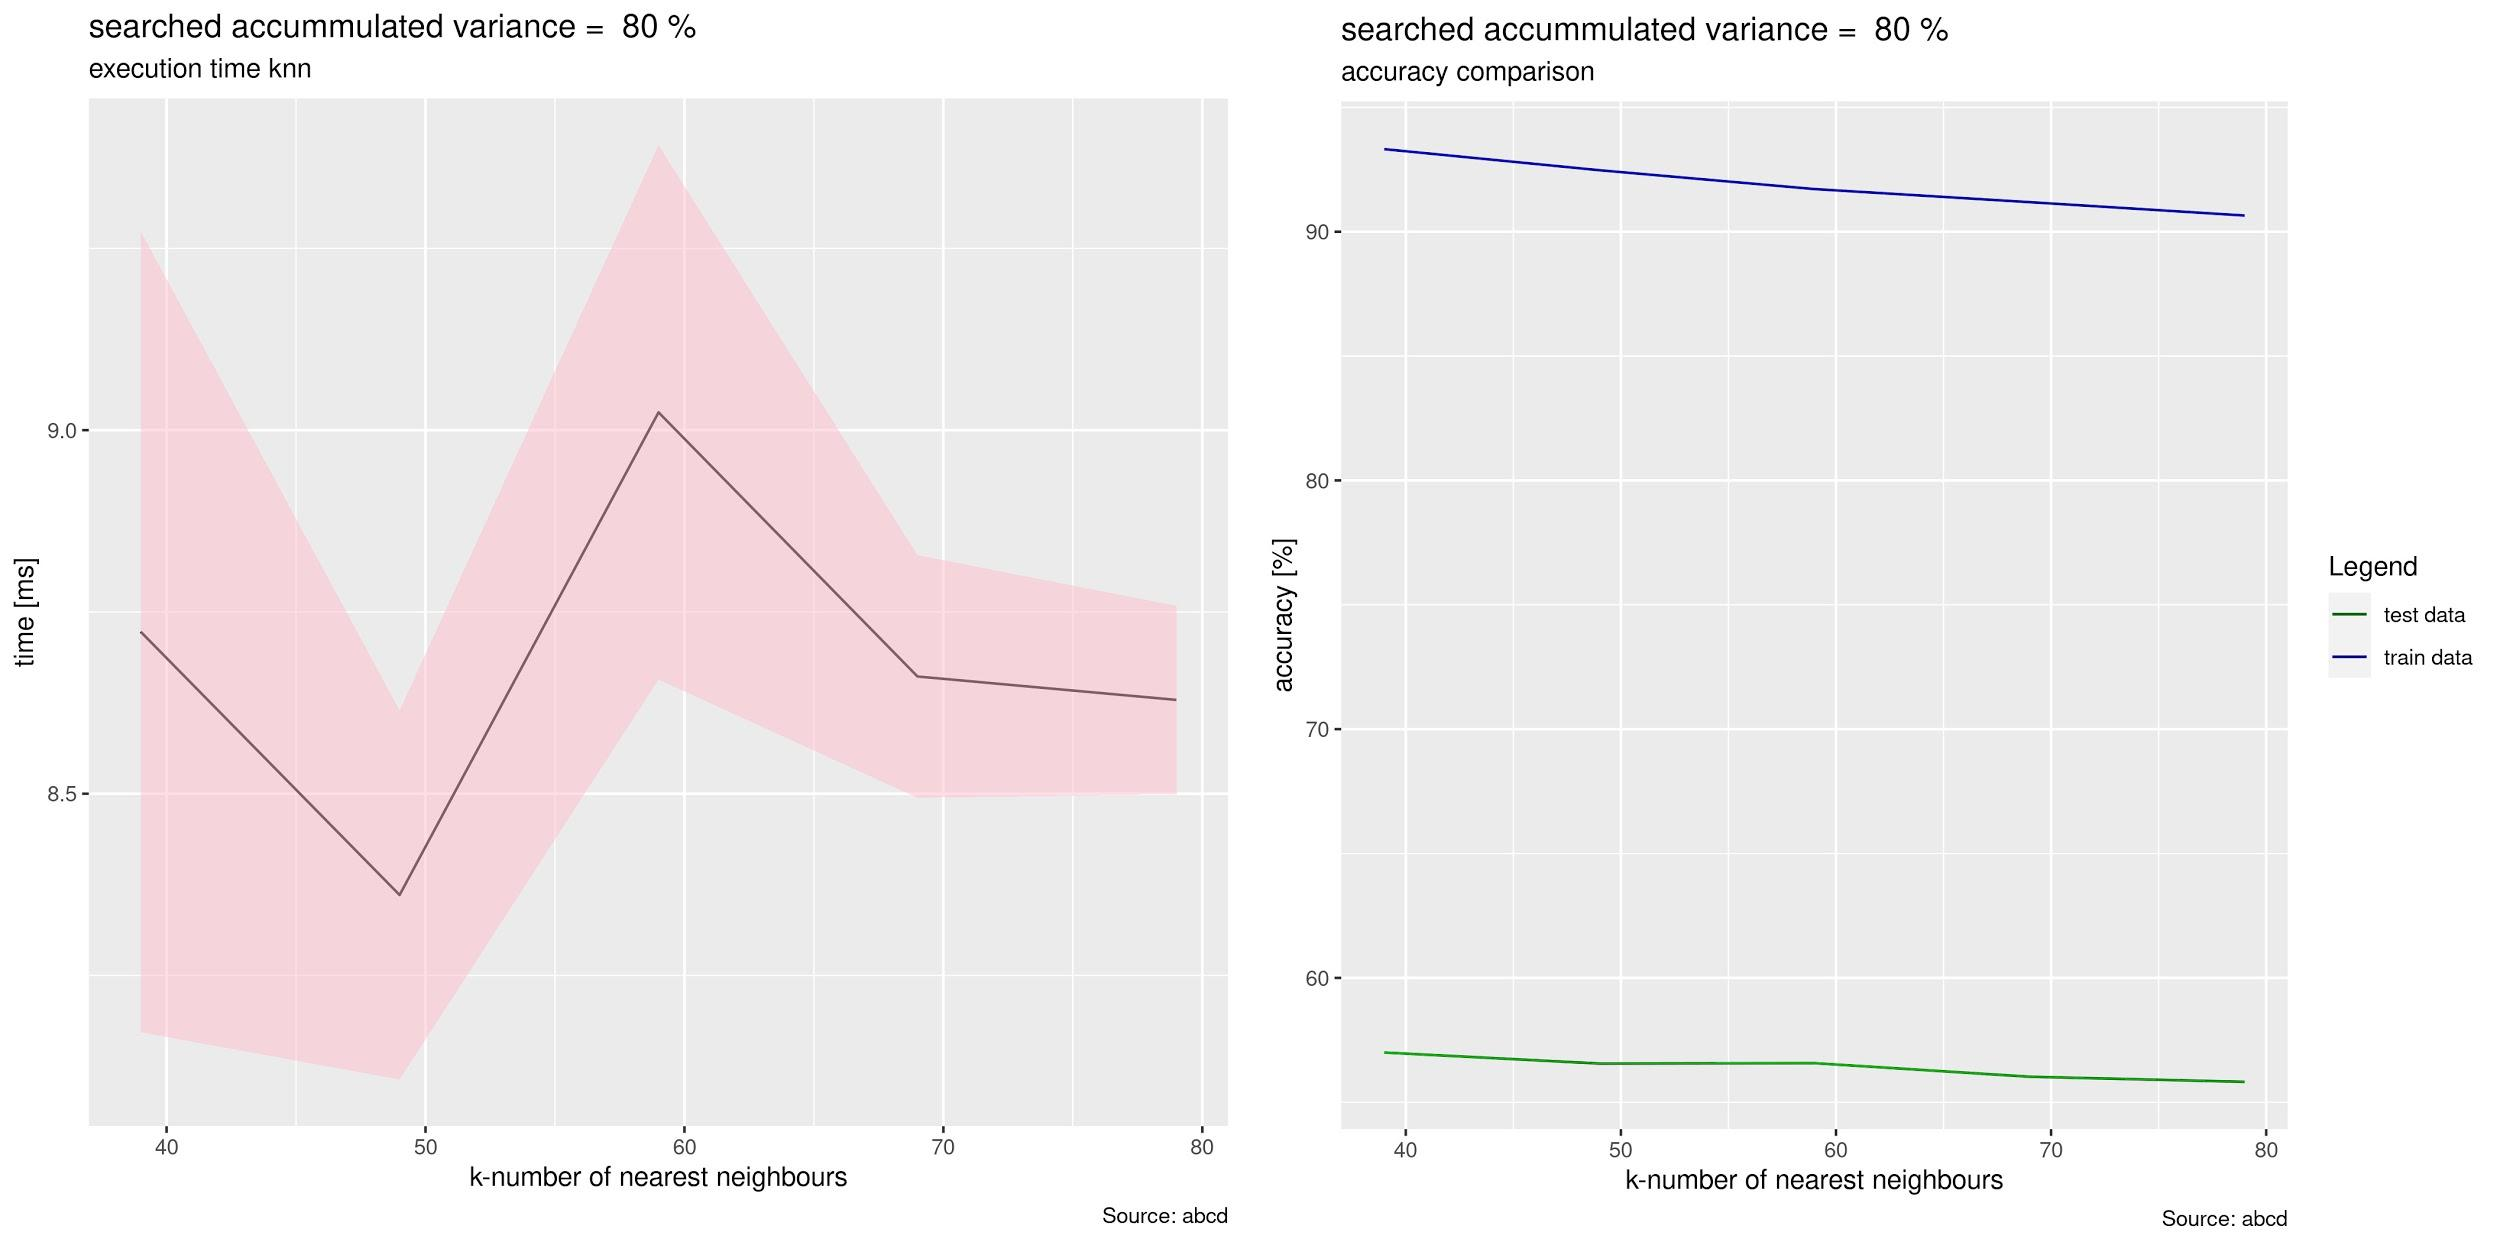 searched accummulated variance =  80 %
execution time knn
time [ms]
9.0
8.5
40 50 60 70 80
k-number of nearest neighbours
Source: abcd
searched accummulated variance =  80 %
accuracy comparison
accuracy [%]
90
80
70
60
40 50 60 70 80
k-number of nearest neighbours
Source: abcd
Legend
test data
train data